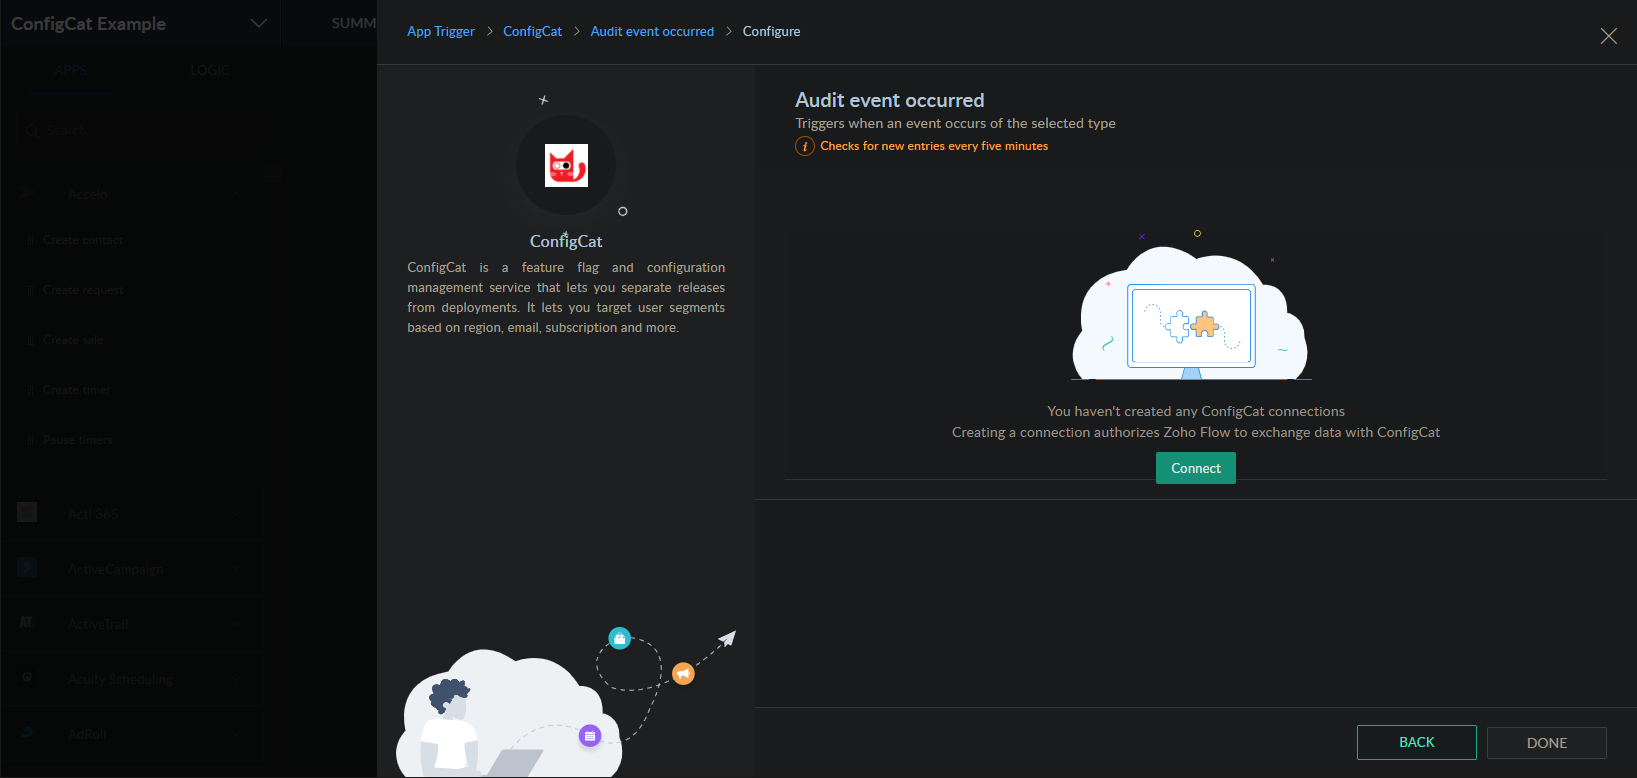 ConfigCat Example
SUMM
APPS
LOGIC
Search
Accelo
Create contact
Create request
Create sale
Create timer
Pause timers
Act! 365
ActiveCampaign
ActiveTrail
Acuity Scheduling
AdRoll
App Trigger > ConfigCat > Audit event occurred > Configure
ConfigCat
ConfigCat is a feature flag and configuration
management service that lets you separate releases
from deployments. It lets you target user segments
based on region, email, subscription and more.
Audit event occurred
Triggers when an event occurs of the selected type
i Checks for new entries every five minutes
You haven't created any ConfigCat connections
Creating a connection authorizes Zoho Flow to exchange data with ConfigCat
Connect
BACK
DONE